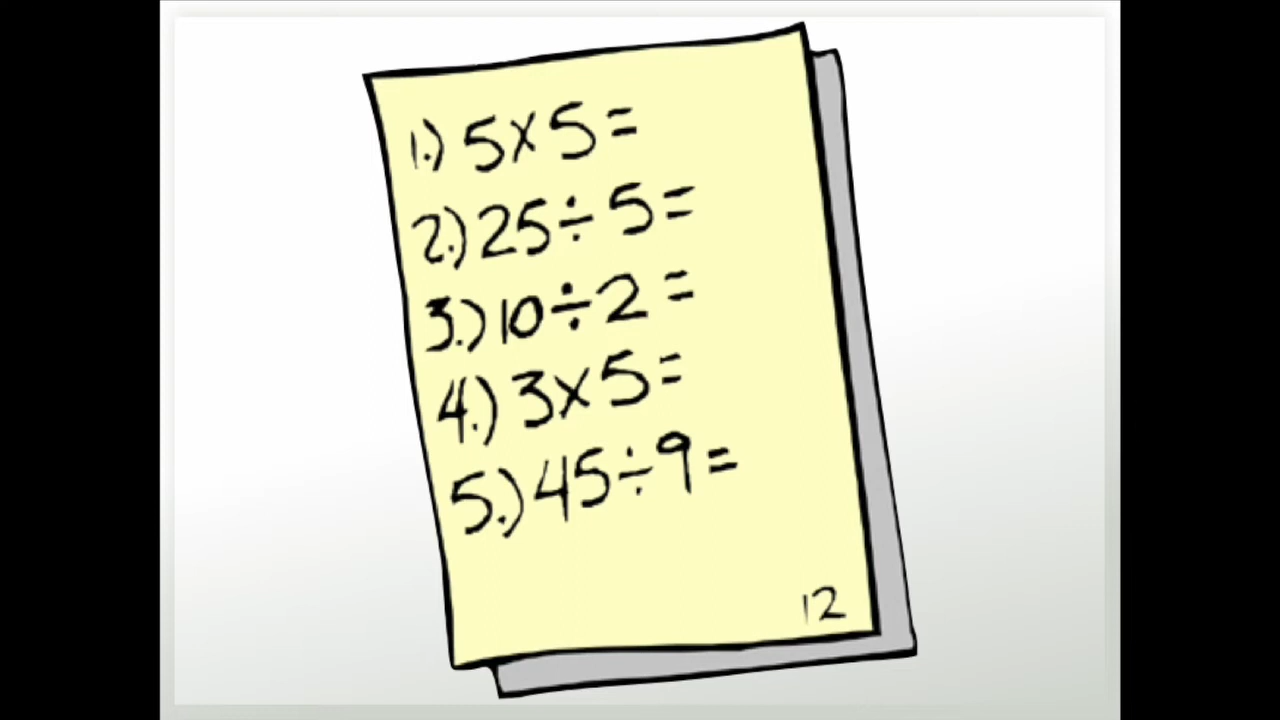 1.) 5x5=
2.) 25÷5=
3.) 10÷2=
4.) 3x5=
5.) 45÷9=
12